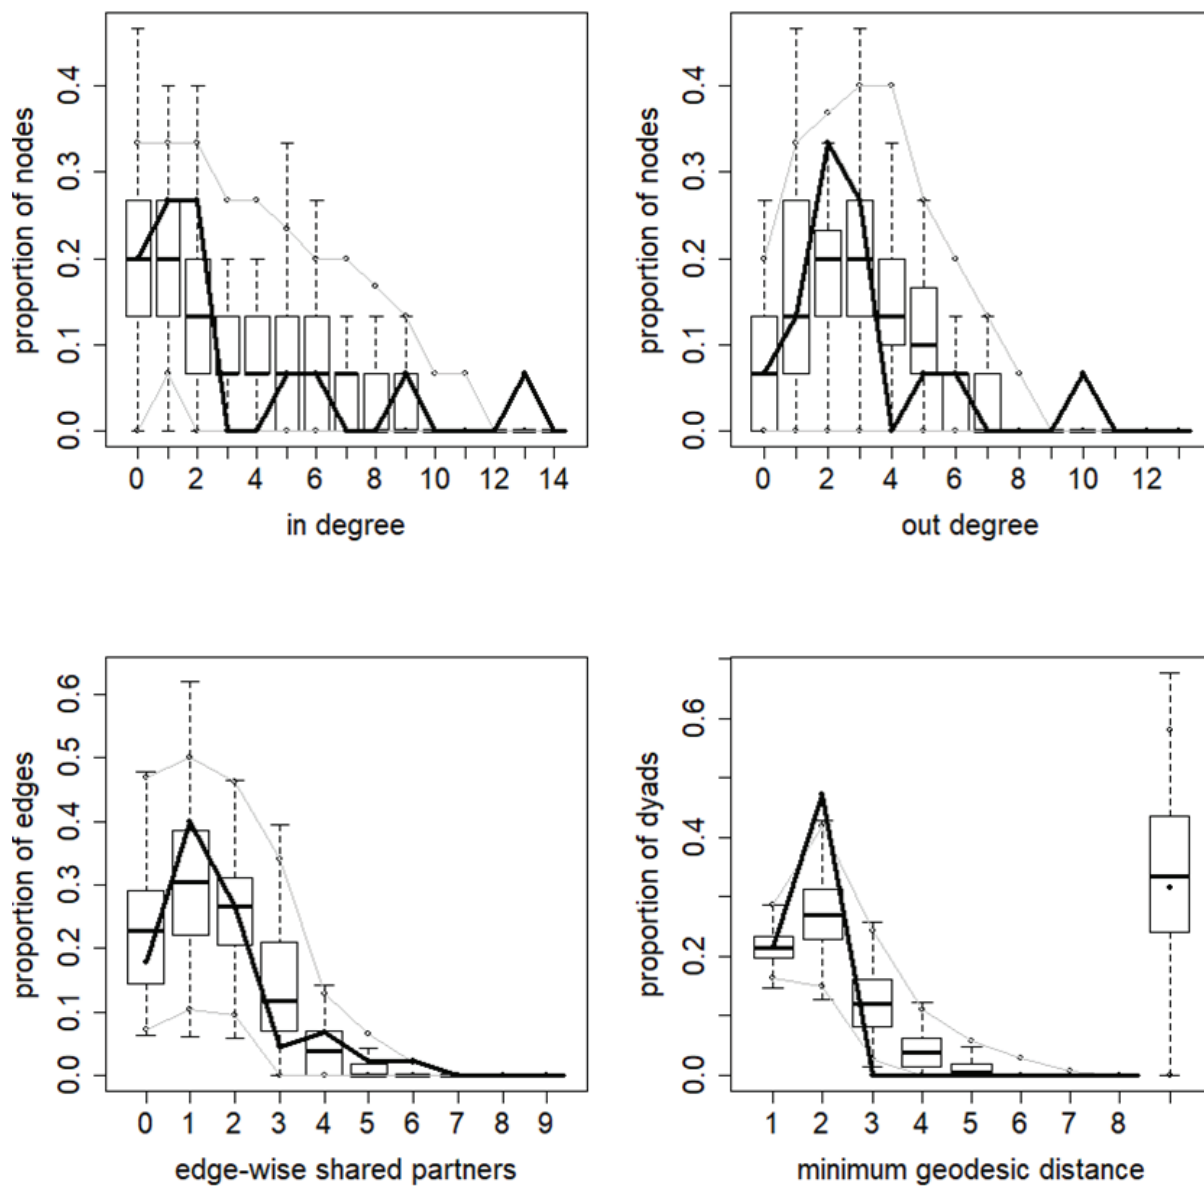 proportion of nodes
0.0 0.1 0.2 0.3 0.4
0 2 4 6 8 10 12 14
in degree
proportion of nodes
0.0 0.1 0.2 0.3 0.4
0 2 4 6 8 10 12
out degree
proportion of edges
0.0 0.1 0.2 0.3 0.4 0.5 0.6
0 1 2 3 4 5 6 7 8 9
edge-wise shared partners
proportion of dyads
0.0 0.2 0.4 0.6
1 2 3 4 5 6 7 8
minimum geodesic distance